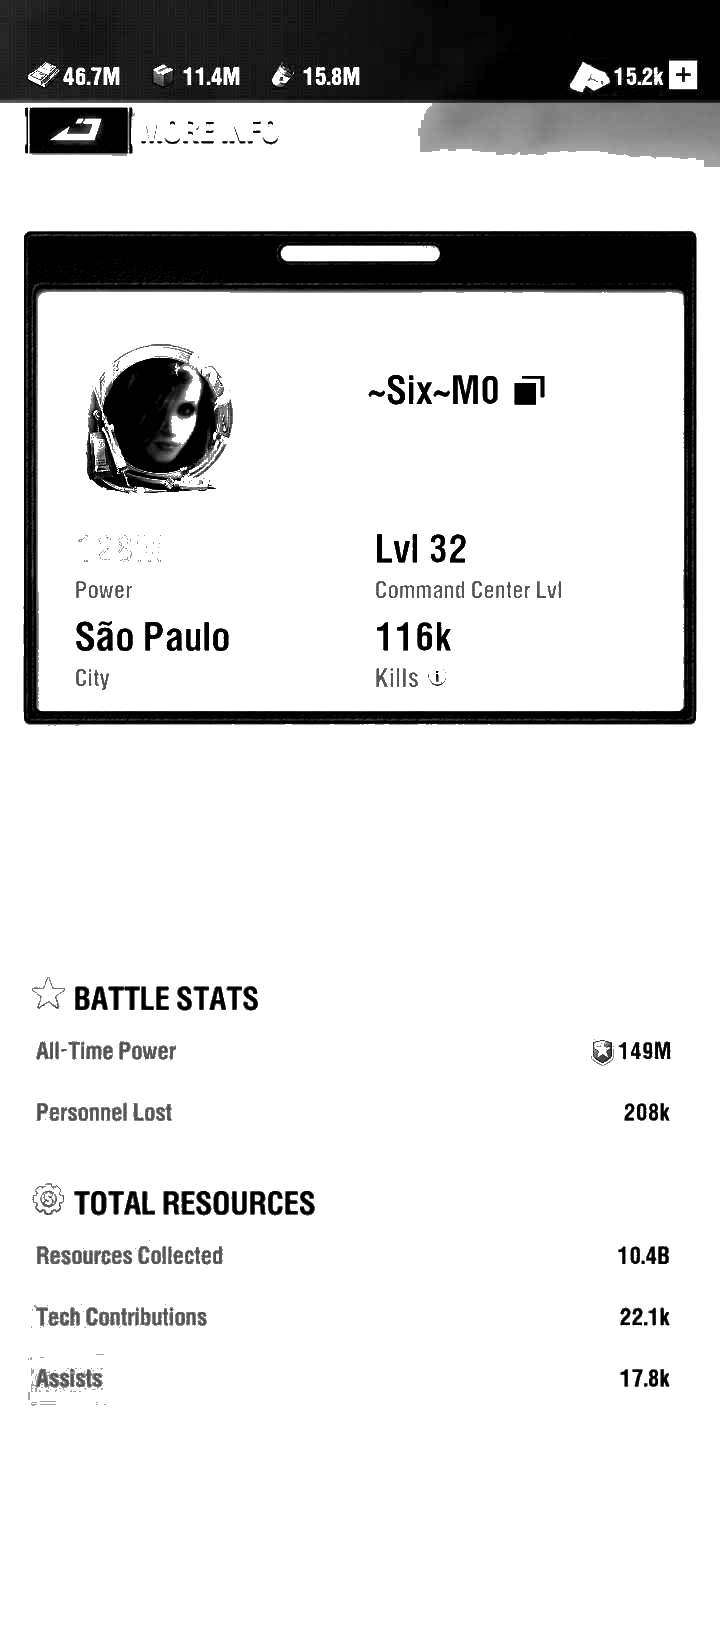 46.7M 11.4M 15.8M 15.2k +
MORE INFO
~Six~M0
128M Lvl 32
Power Command Center Lvl
São Paulo 116k
City Kills
BATTLE STATS
All-Time Power 149M
Personnel Lost 208k
TOTAL RESOURCES
Resources Collected 10.4B
Tech Contributions 22.1k
Assists 17.8k